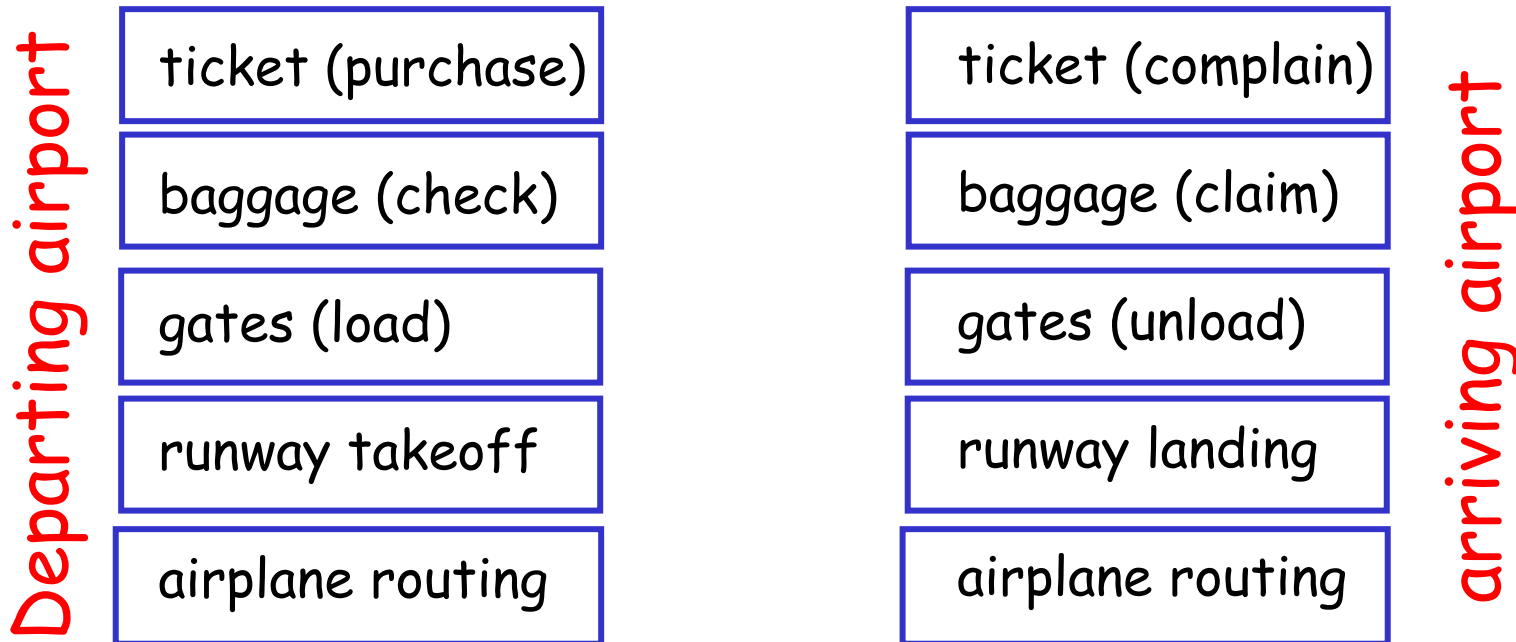 Departing airport
ticket (purchase)
baggage (check)
gates (load)
runway takeoff
airplane routing
ticket (complain)
baggage (claim)
gates (unload)
runway landing
airplane routing
arriving airport